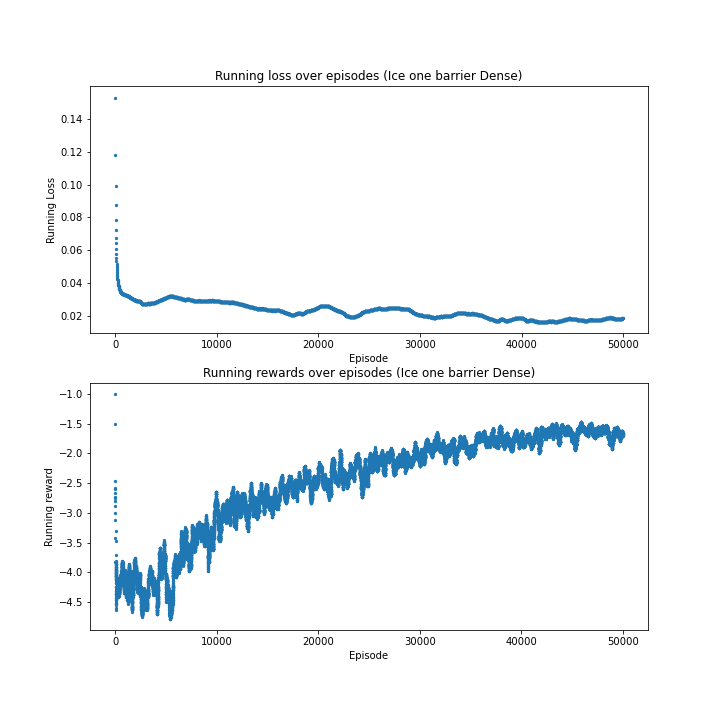 Running loss over episodes (Ice one barrier Dense)
0.14
0.12
0.10
0.08
0.06
0.04
0.02
Running Loss
0 10000 20000 30000 40000 50000
Episode
Running rewards over episodes (Ice one barrier Dense)
−1.0
−1.5
−2.0
−2.5
−3.0
−3.5
−4.0
−4.5
Running reward
0 10000 20000 30000 40000 50000
Episode